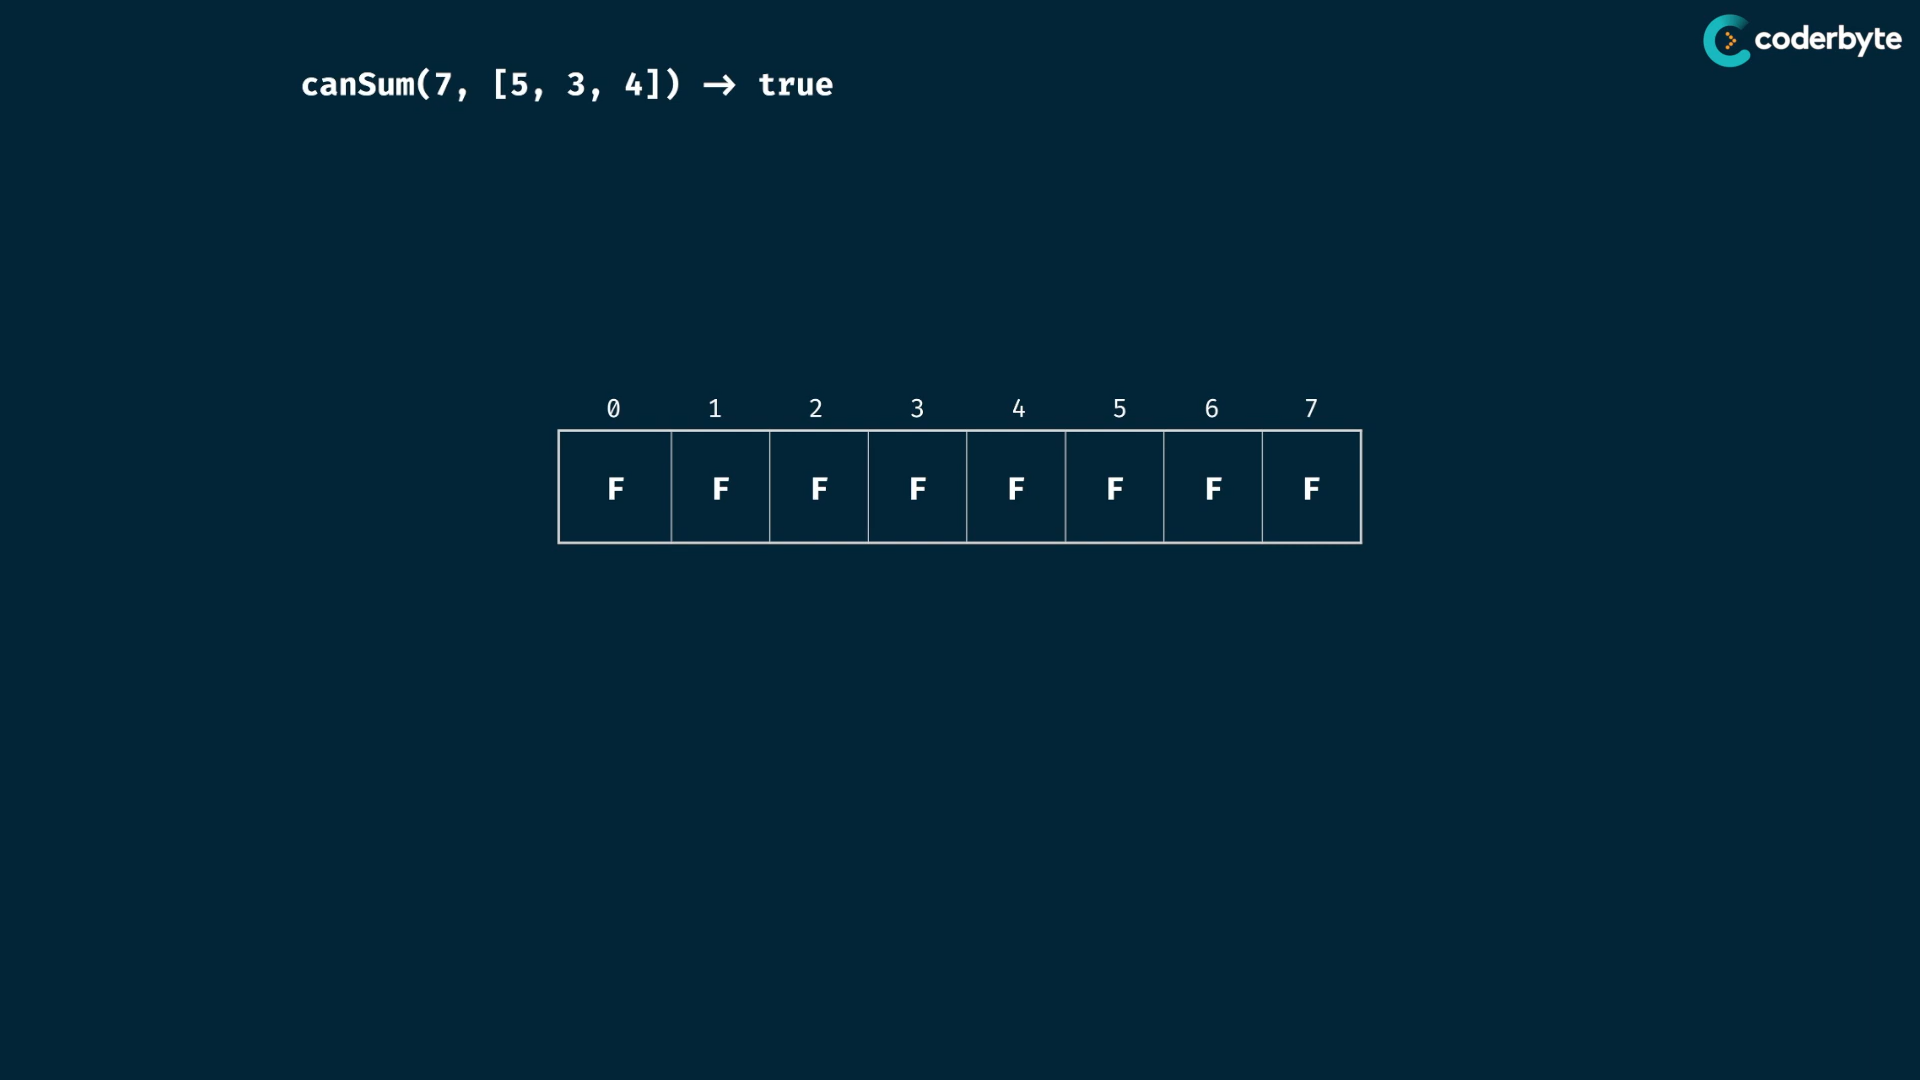 coderbyte
canSum(7, [5, 3, 4]) → true
0 1 2 3 4 5 6 7
F F F F F F F F